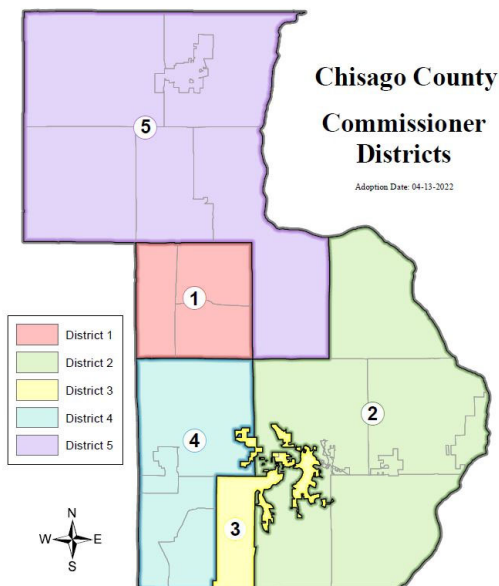 Chisago County
Commissioner
Districts
Adoption Date: 04-13-2022
5
1
2
4
3
District 1
District 2
District 3
District 4
District 5
N
W
E
S